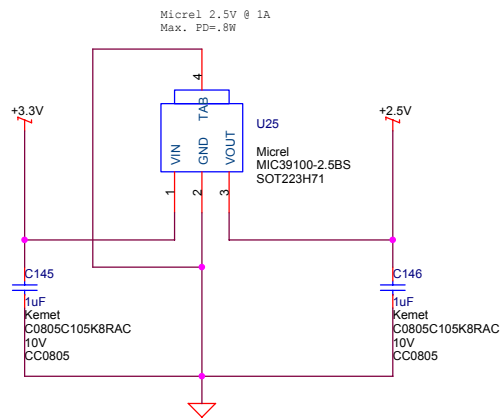 Micrel 2.5V @ 1A
Max. PD=.8W
4
TAB
+3.3V
+2.5V
U25
VIN
GND
VOUT
Micrel
MIC39100-2.5BS
SOT223H71
1
2
3
C145
1uF
Kemet
C0805C105K8RAC
10V
CC0805
C146
1uF
Kemet
C0805C105K8RAC
10V
CC0805